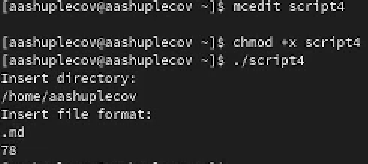 [aashuplecov@aashuplecov ~]$ mcedit script4
[aashuplecov@aashuplecov ~]$ chmod +x script4
[aashuplecov@aashuplecov ~]$ ./script4
Insert directory:
/home/aashuplecov
Insert file format:
.md
78